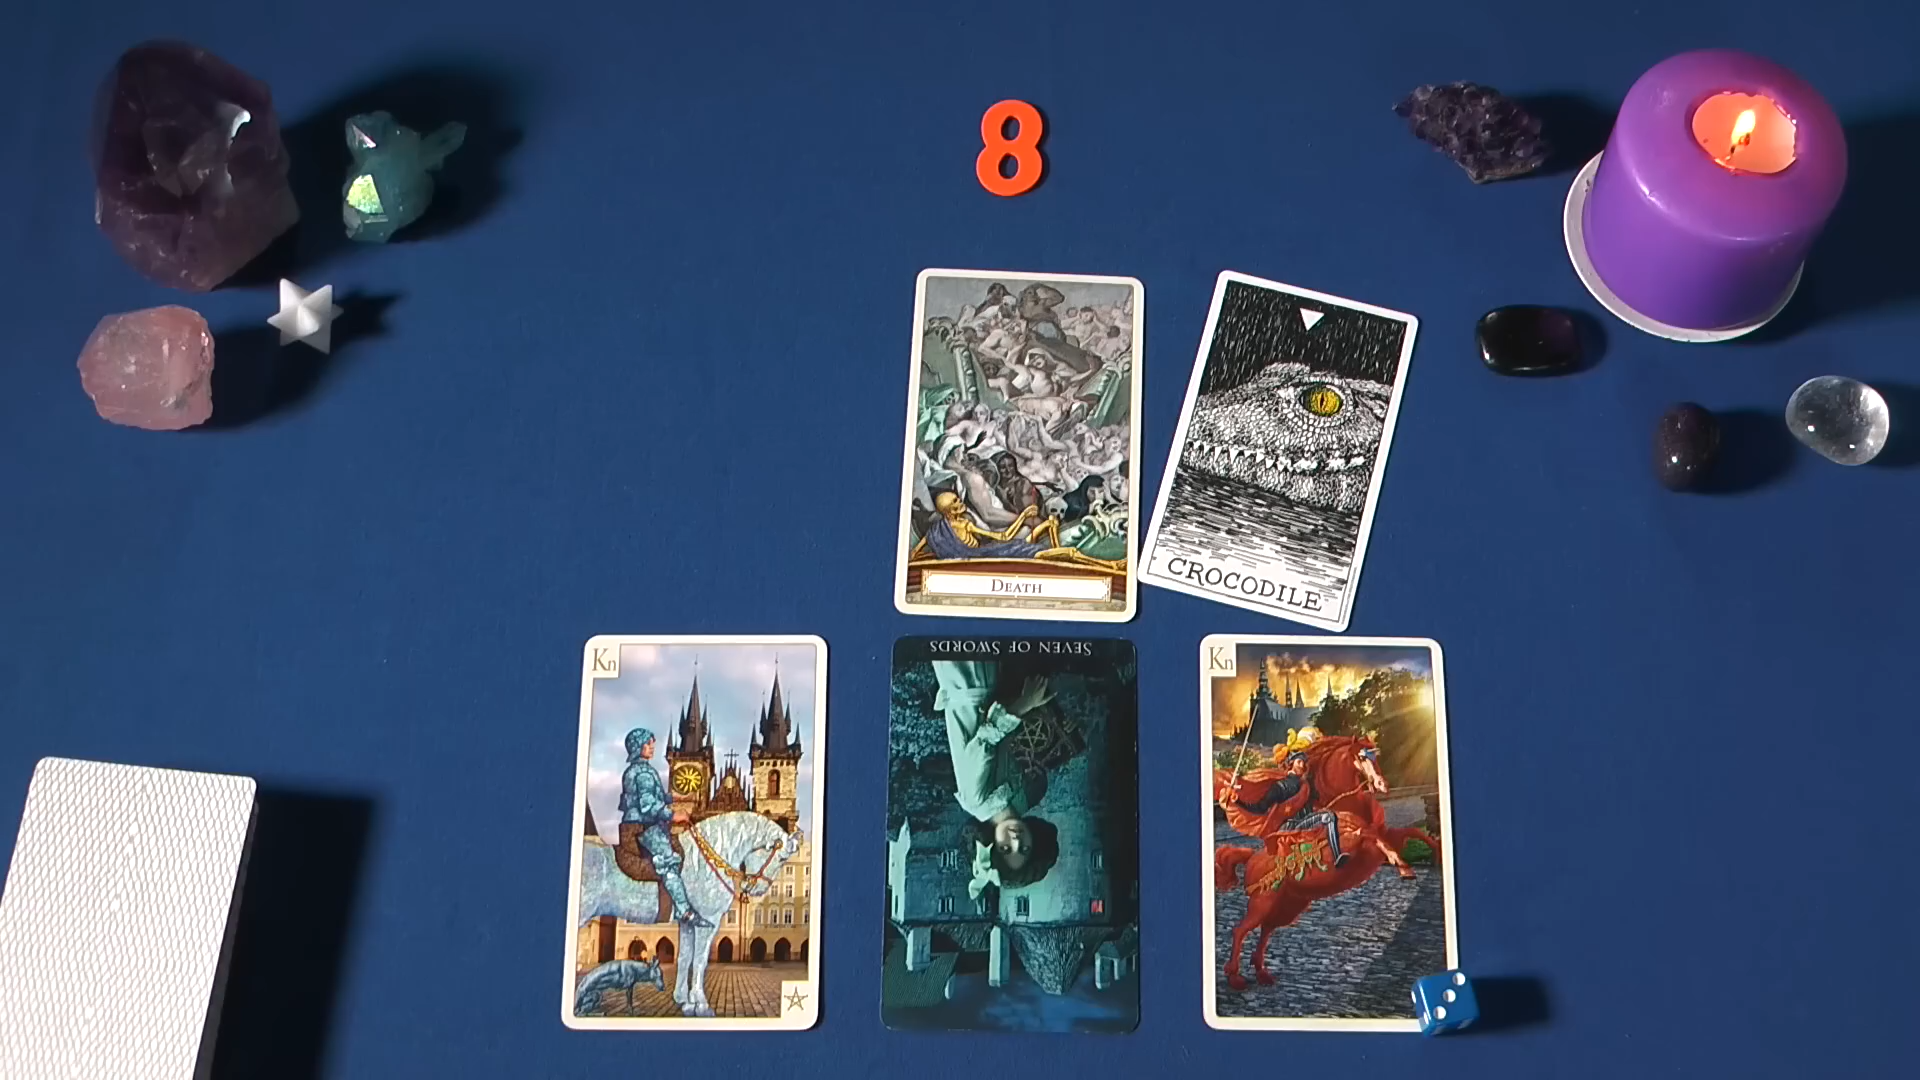 8
DEATH
CROCODILE
Kn
SEVEN OF SWORDS
Kn